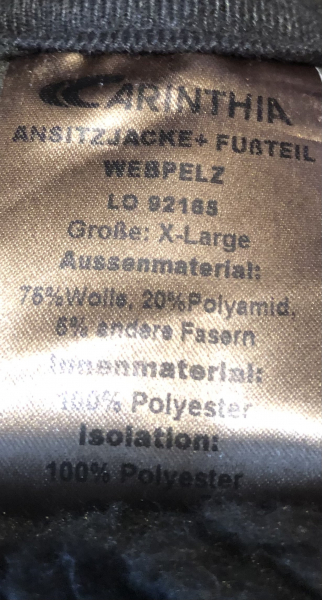 CARINTHIA
ANSITZJACKE+ FUßTEIL
WEBPELZ
LO 92165
Große: X-Large
Aussenmaterial:
75%Wolle, 20%Polyamid,
5% andere Fasern
Innenmaterial:
100% Polyester
Isolation:
100% Polyester